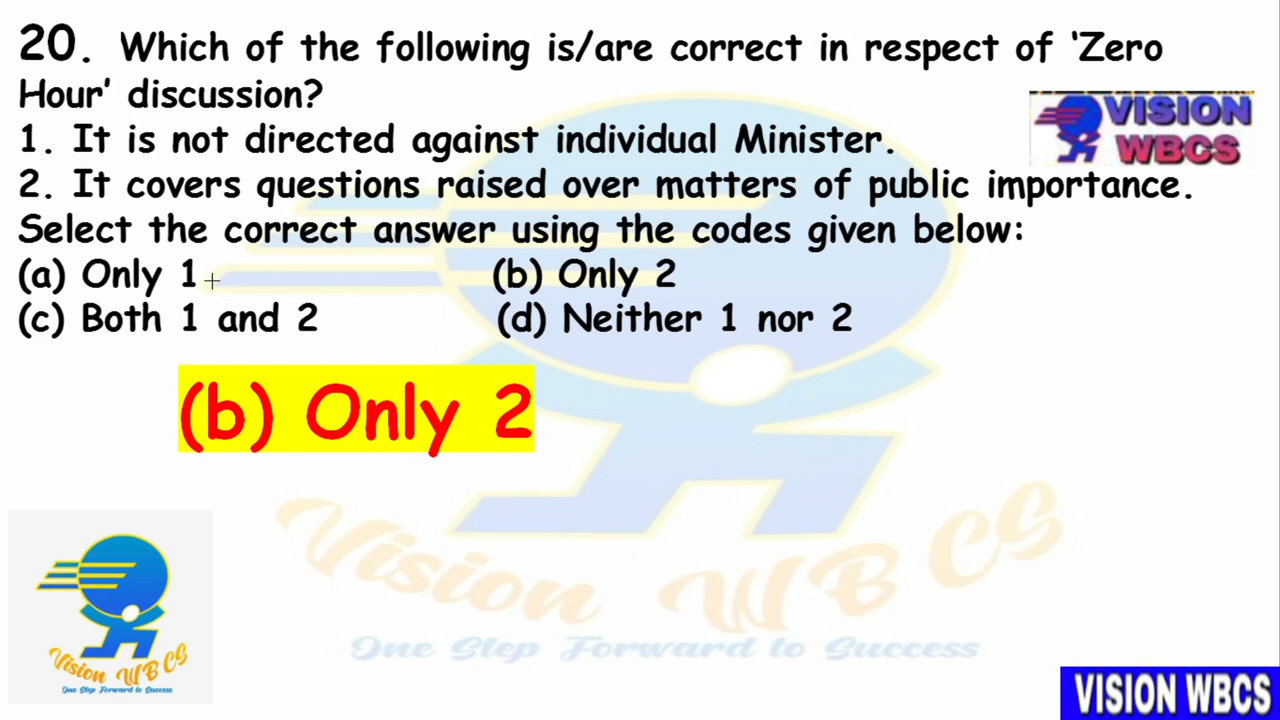 20. Which of the following is/are correct in respect of ‘Zero
Hour’ discussion?
VISION
WBCS
1. It is not directed against individual Minister.
2. It covers questions raised over matters of public importance.
Select the correct answer using the codes given below:
(a) Only 1 (b) Only 2
(c) Both 1 and 2 (d) Neither 1 nor 2
(b) Only 2
Vision WBCS
One Step Forward to Success
Vision WBCS
One Step Forward to Success
VISION WBCS